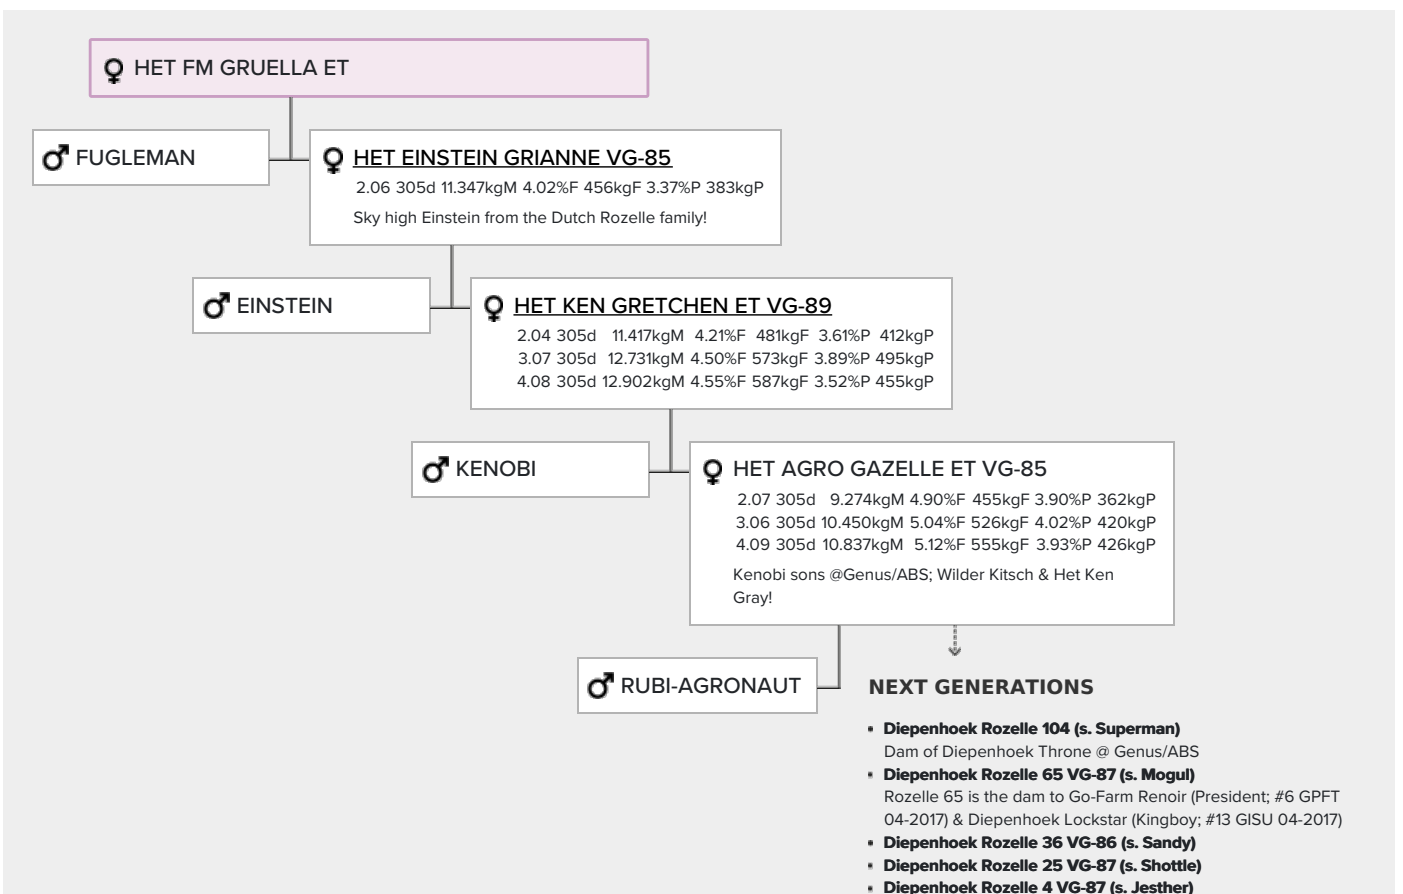 HET FM GRUELLA ET
FUGLEMAN
HET EINSTEIN GRIANNE VG-85
2.06 305d 11.347kgM 4.02%F 456kgF 3.37%P 383kgP
Sky high Einstein from the Dutch Rozelle family!
EINSTEIN
HET KEN GRETCHEN ET VG-89
2.04 305d 11.417kgM 4.21%F 481kgF 3.61%P 412kgP
3.07 305d 12.731kgM 4.50%F 573kgF 3.89%P 495kgP
4.08 305d 12.902kgM 4.55%F 587kgF 3.52%P 455kgP
KENOBI
HET AGRO GAZELLE ET VG-85
2.07 305d 9.274kgM 4.90%F 455kgF 3.90%P 362kgP
3.06 305d 10.450kgM 5.04%F 526kgF 4.02%P 420kgP
4.09 305d 10.837kgM 5.12%F 555kgF 3.93%P 426kgP
Kenobi sons @Genus/ABS; Wilder Kitsch & Het Ken
Gray!
RUBI-AGRONAUT
NEXT GENERATIONS
Diepenhoek Rozelle 104 (s. Superman)
Dam of Diepenhoek Throne @ Genus/ABS
Diepenhoek Rozelle 65 VG-87 (s. Mogul)
Rozelle 65 is the dam to Go-Farm Renoir (President; #6 GPFT
04-2017) & Diepenhoek Lockstar (Kingboy; #13 GISU 04-2017)
Diepenhoek Rozelle 36 VG-86 (s. Sandy)
Diepenhoek Rozelle 25 VG-87 (s. Shottle)
Diepenhoek Rozelle 4 VG-87 (s. Jesther)